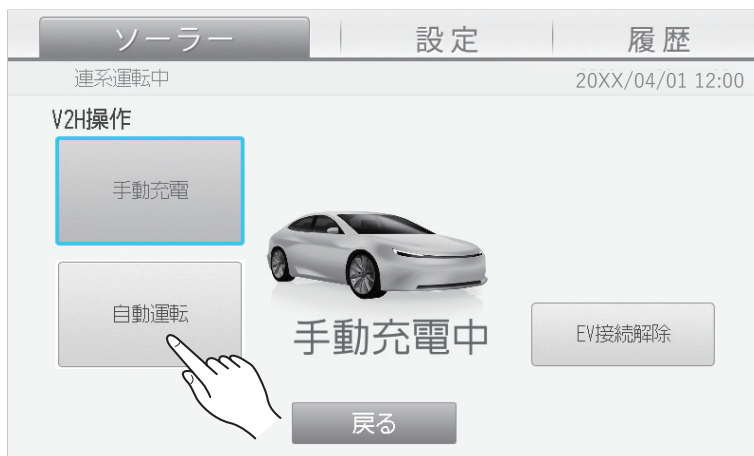 ソーラー 設定 履歴
連系運転中 20XX/04/01 12:00
V2H操作
手動充電
自動運転
手動充電中
EV接続解除
戻る